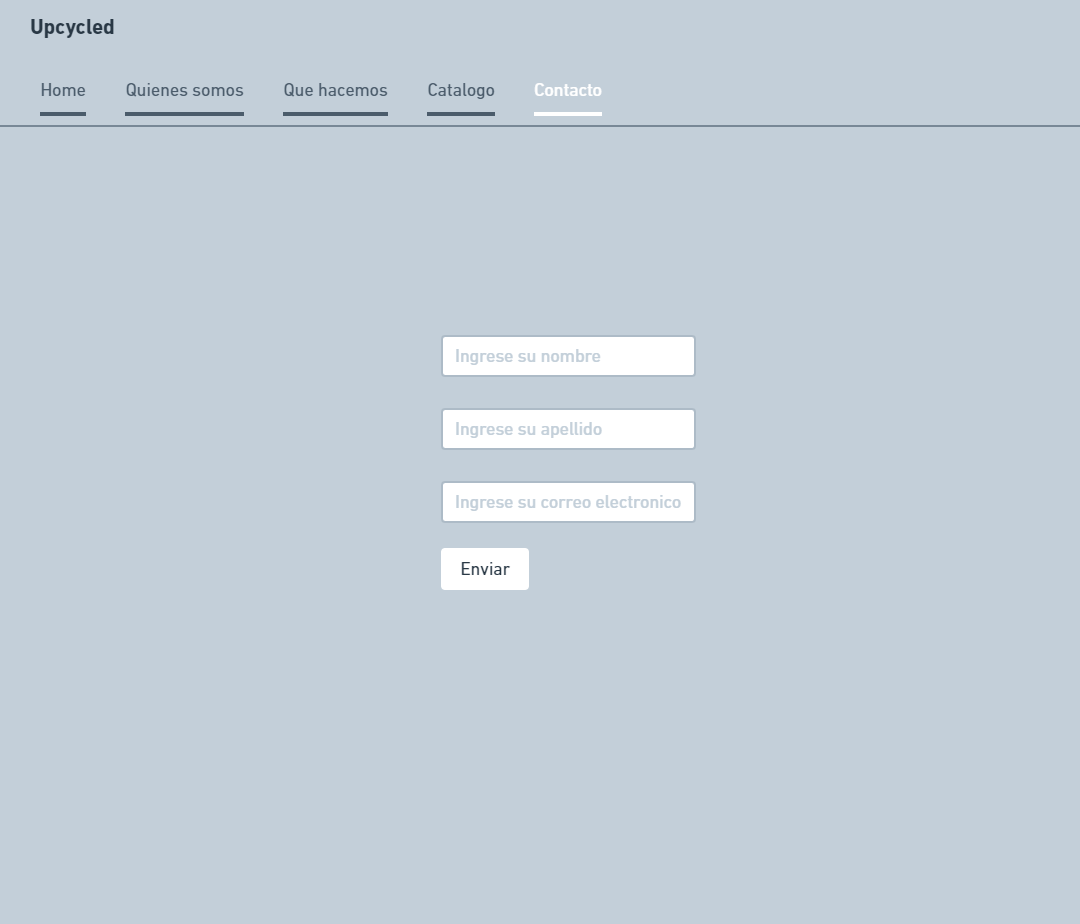 Upcycled
Home Quienes somos Que hacemos Catalogo Contacto
Ingrese su nombre
Ingrese su apellido
Ingrese su correo electronico
Enviar